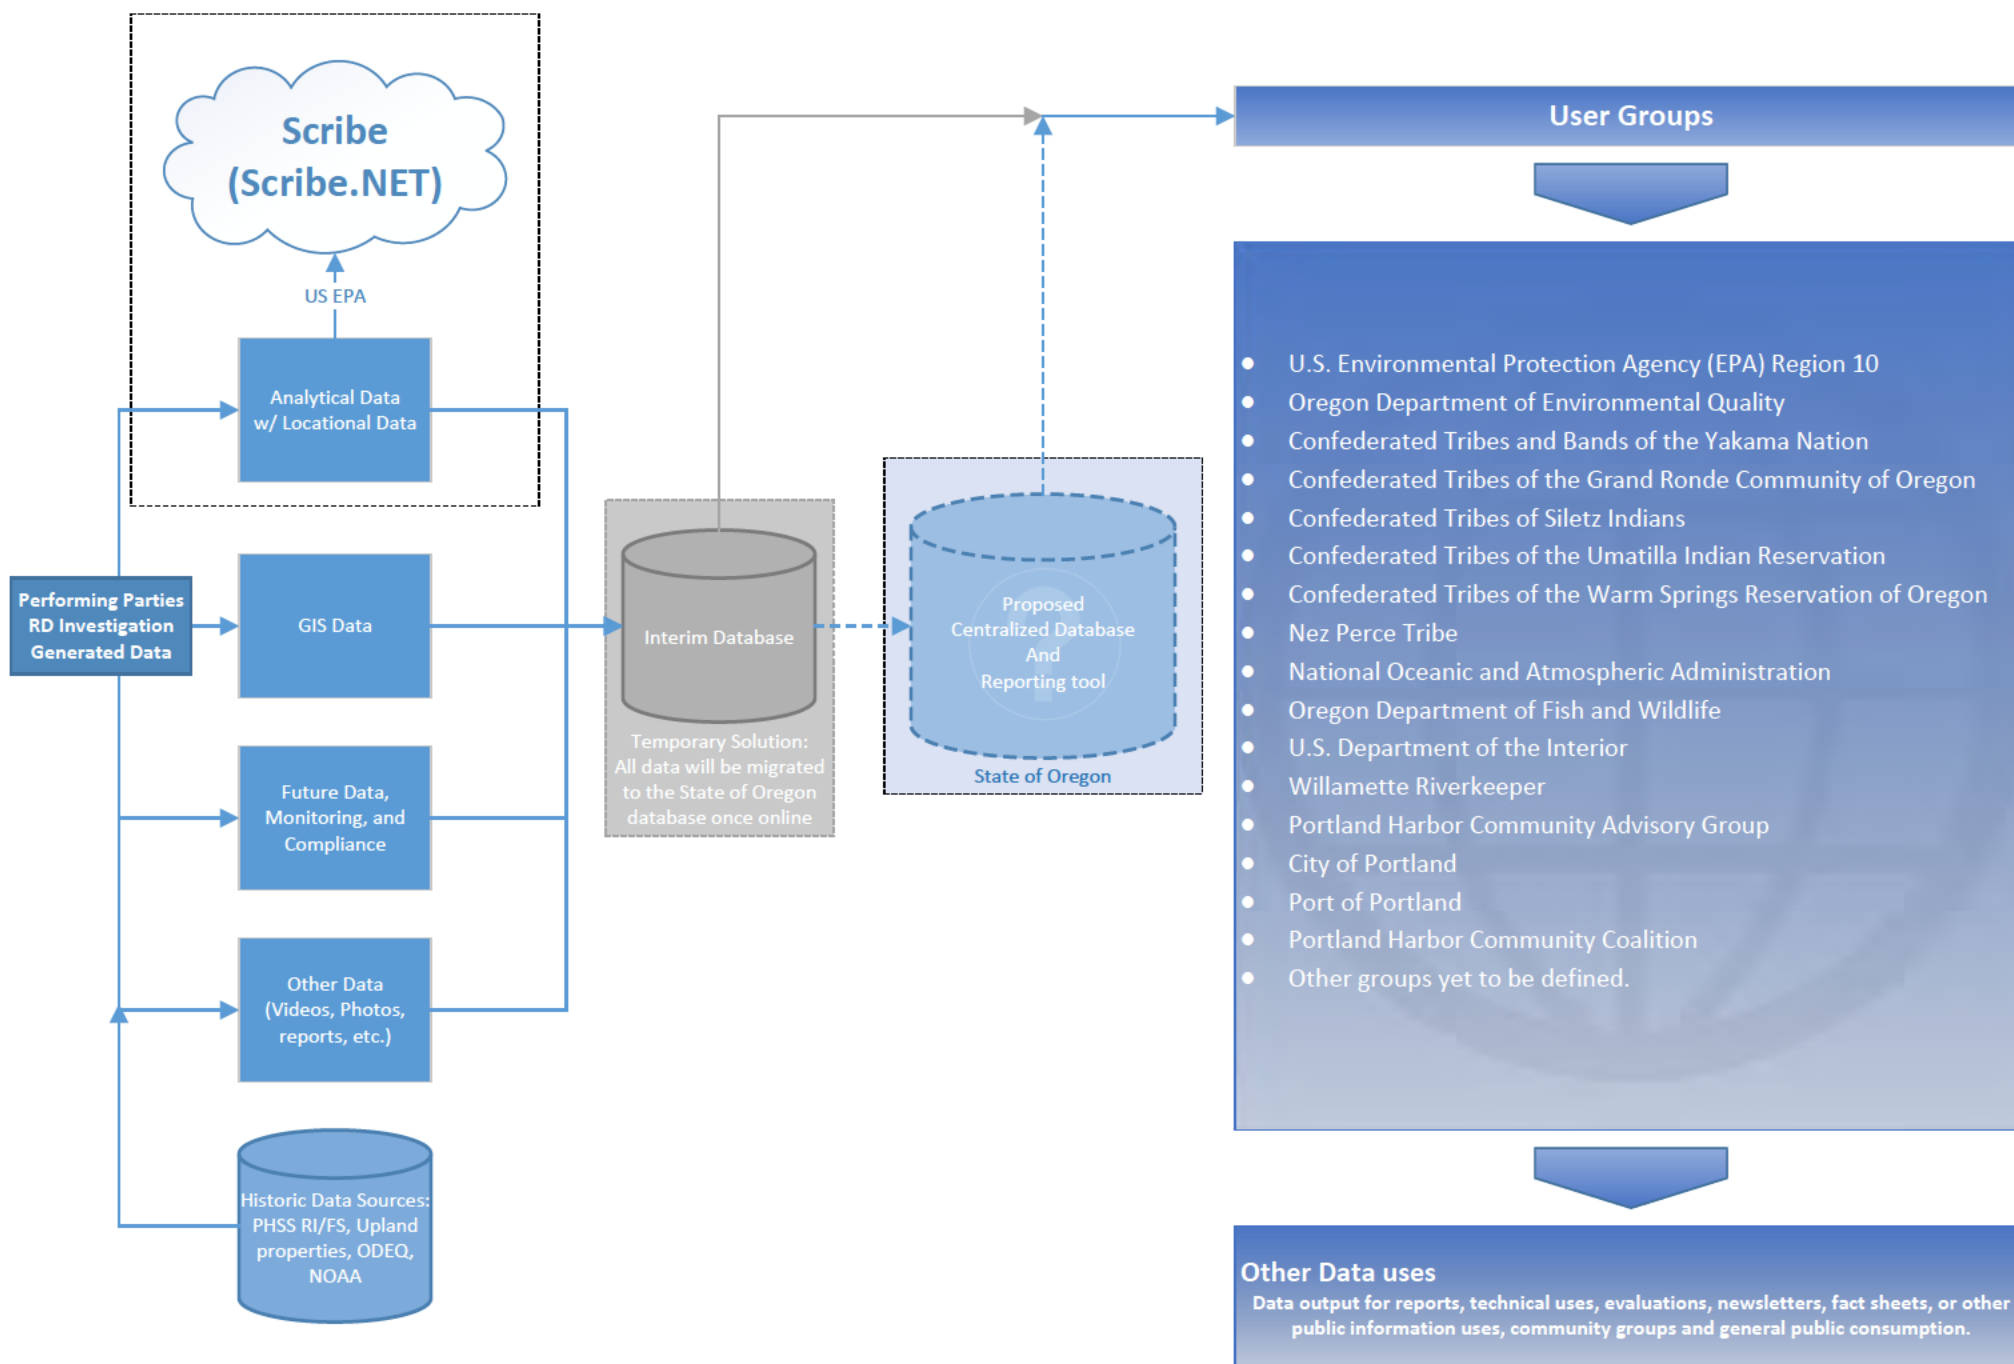 Scribe
(Scribe.NET)
US EPA
Analytical Data
w/ Locational Data
Performing Parties
RD Investigation
Generated Data
GIS Data
Future Data,
Monitoring, and
Compliance
Other Data
(Videos, Photos,
reports, etc.)
Historic Data Sources:
PHSS RI/FS, Upland
properties, ODEQ,
NOAA
Interim Database
Temporary Solution:
All data will be migrated
to the State of Oregon
database once online
Proposed
Centralized Database
And
Reporting tool
State of Oregon
User Groups
● U.S. Environmental Protection Agency (EPA) Region 10
● Oregon Department of Environmental Quality
● Confederated Tribes and Bands of the Yakama Nation
● Confederated Tribes of the Grand Ronde Community of Oregon
● Confederated Tribes of Siletz Indians
● Confederated Tribes of the Umatilla Indian Reservation
● Confederated Tribes of the Warm Springs Reservation of Oregon
● Nez Perce Tribe
● National Oceanic and Atmospheric Administration
● Oregon Department of Fish and Wildlife
● U.S. Department of the Interior
● Willamette Riverkeeper
● Portland Harbor Community Advisory Group
● City of Portland
● Port of Portland
● Portland Harbor Community Coalition
● Other groups yet to be defined.
Other Data uses
Data output for reports, technical uses, evaluations, newsletters, fact sheets, or other
public information uses, community groups and general public consumption.